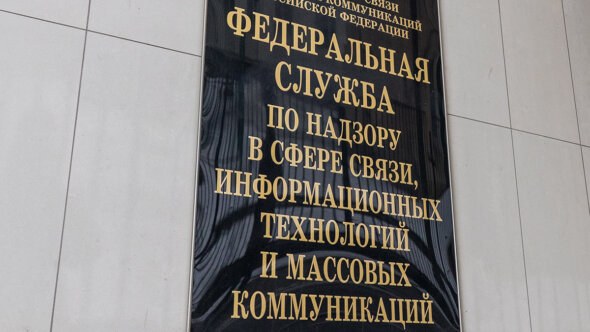 СВЯЗИ
КОММУНИКАЦИЙ
ФЕДЕРАЦИИ
ФЕДЕРАЛЬНАЯ
СЛУЖБА
ПО НАДЗОРУ
В СФЕРЕ СВЯЗИ,
ИНФОРМАЦИОННЫХ
ТЕХНОЛОГИЙ
И МАССОВЫХ
КОММУНИКАЦИЙ